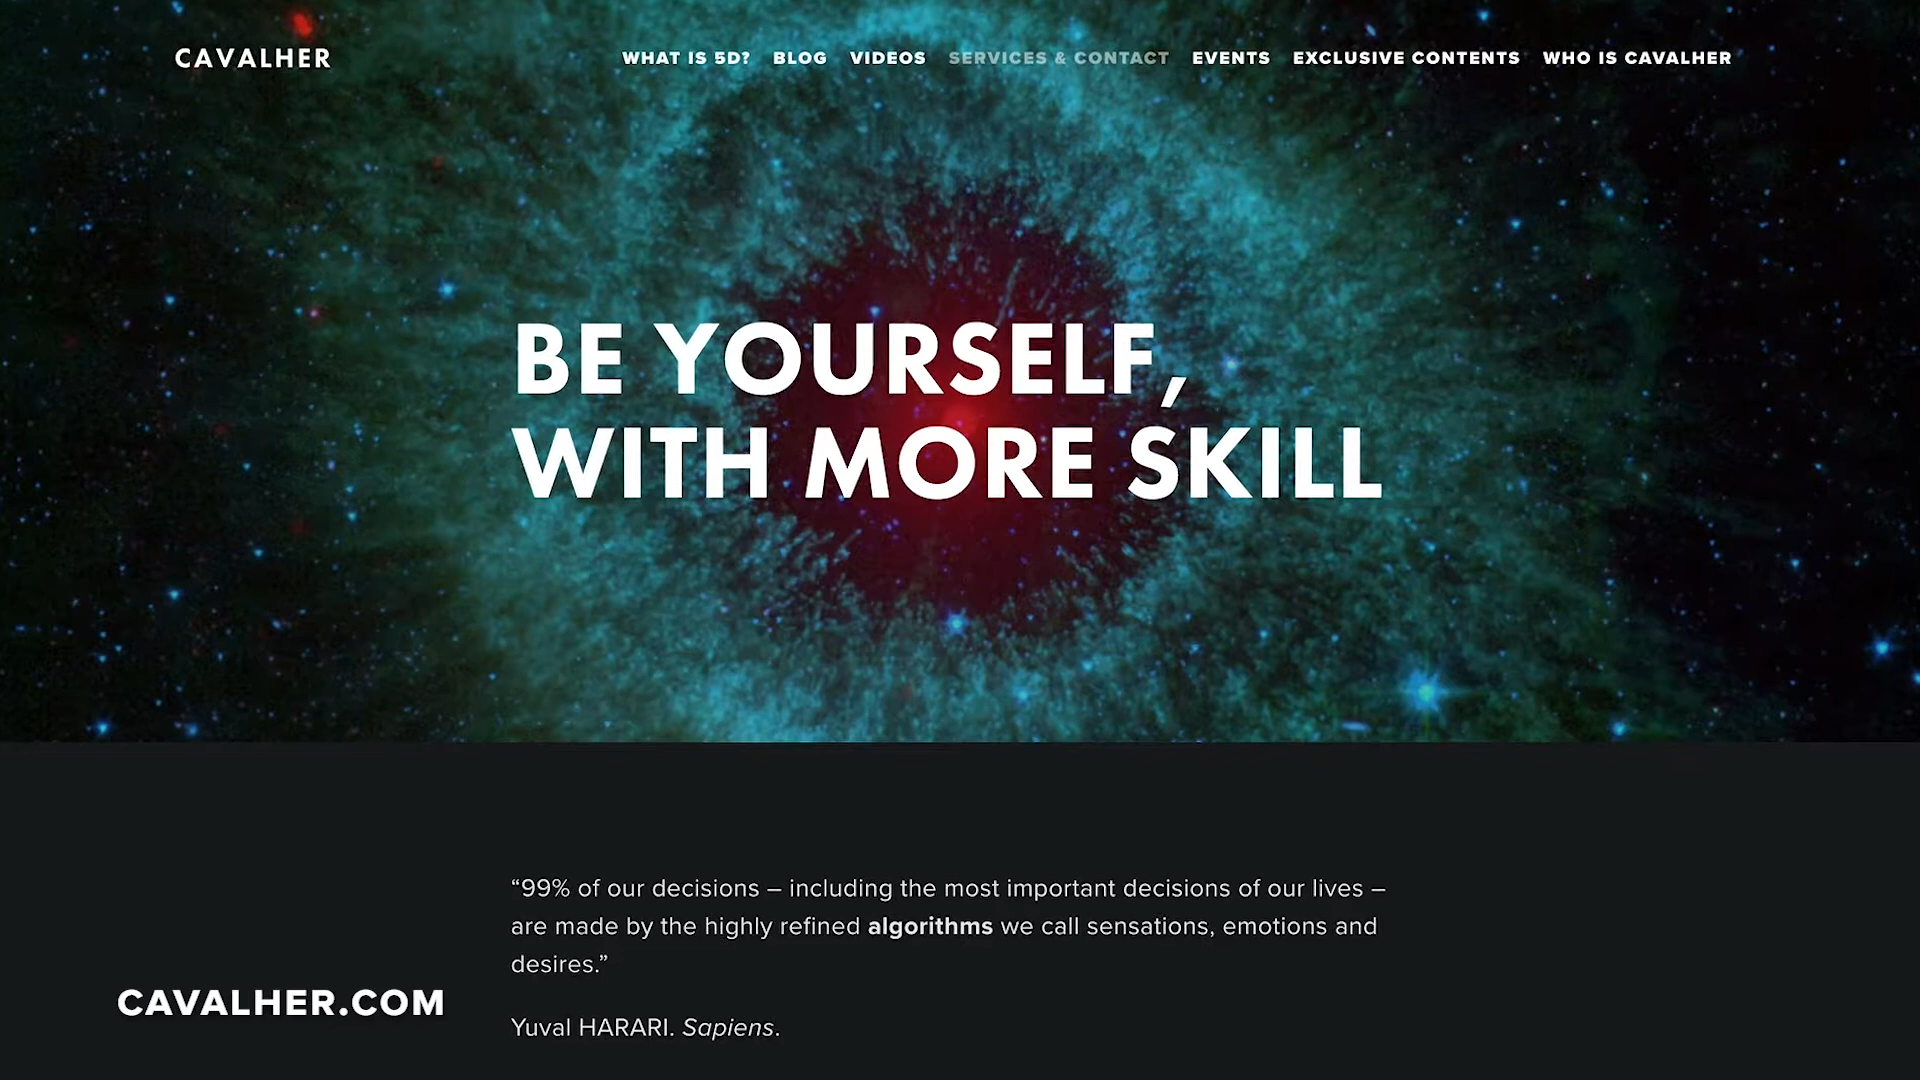 CAVALHER
WHAT IS 5D? BLOG VIDEOS SERVICES & CONTACT EVENTS EXCLUSIVE CONTENTS WHO IS CAVALHER
BE YOURSELF,
WITH MORE SKILL
“99% of our decisions – including the most important decisions of our lives –
are made by the highly refined algorithms we call sensations, emotions and
desires.”
CAVALHER.COM
Yuval HARARI. Sapiens.